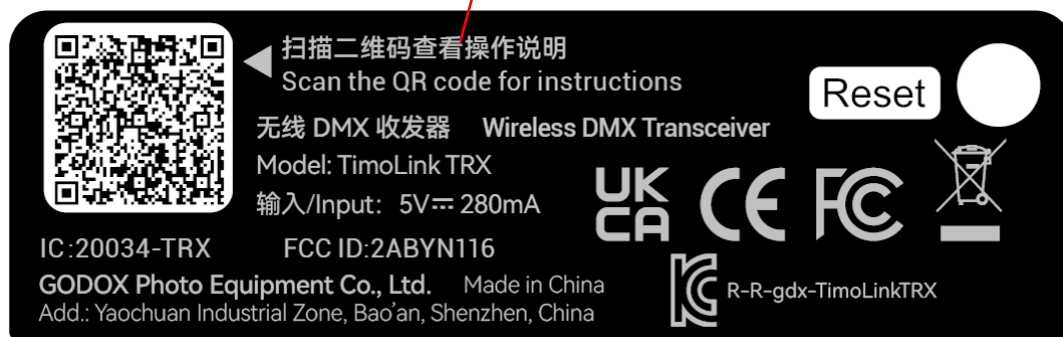 扫描二维码查看操作说明
Scan the QR code for instructions
Reset
无线 DMX 收发器 Wireless DMX Transceiver
Model: TimoLink TRX
输入/Input: 5V⎓280mA
UK
CA
CE FC
IC:20034-TRX FCC ID:2ABYN116
GODOX Photo Equipment Co., Ltd. Made in China
Add.: Yaochuan Industrial Zone, Bao’an, Shenzhen, China
R-R-gdx-TimoLinkTRX